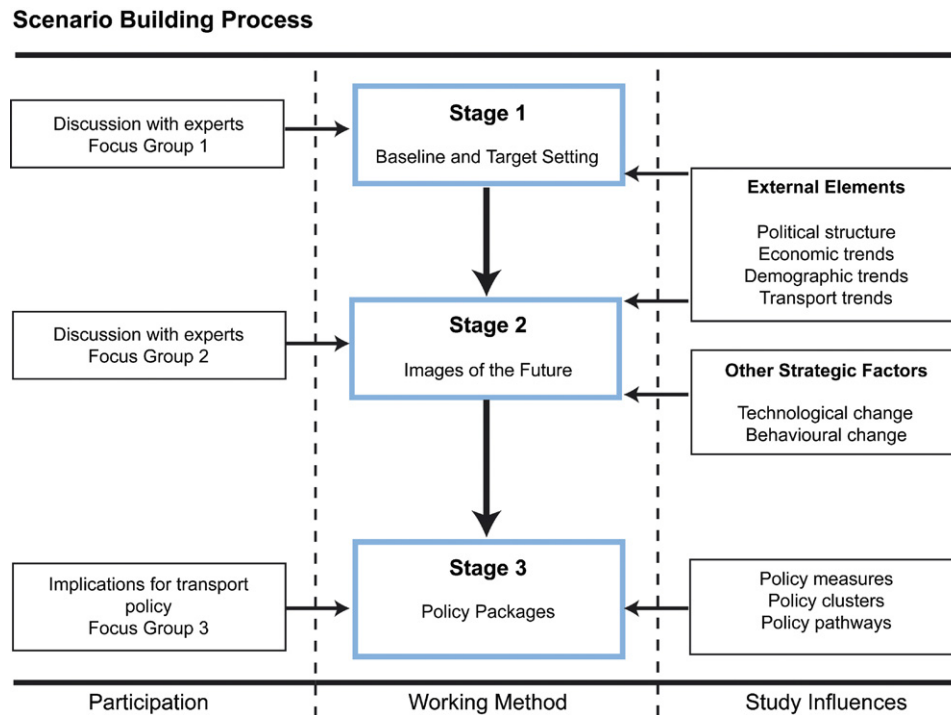 Scenario Building Process
Discussion with experts
Focus Group 1
Stage 1
Baseline and Target Setting
External Elements
Political structure
Economic trends
Demographic trends
Transport trends
Discussion with experts
Focus Group 2
Stage 2
Images of the Future
Other Strategic Factors
Technological change
Behavioural change
Implications for transport
policy
Focus Group 3
Stage 3
Policy Packages
Policy measures
Policy clusters
Policy pathways
Participation
Working Method
Study Influences